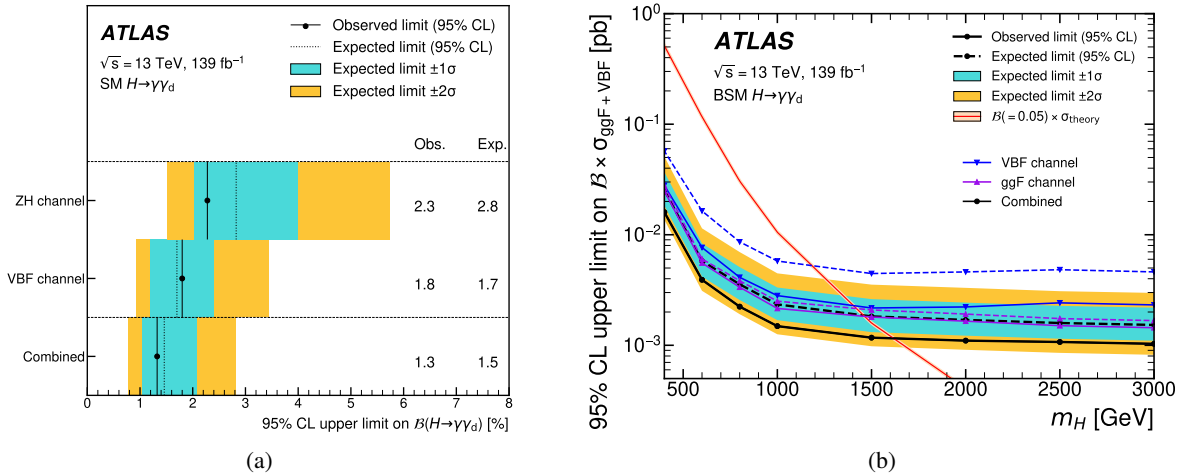 ATLAS
√s = 13 TeV, 139 fb⁻¹
SM H→γγd
Observed limit (95% CL)
Expected limit (95% CL)
Expected limit ±1σ
Expected limit ±2σ
Obs.
Exp.
ZH channel
2.3
2.8
VBF channel
1.8
1.7
Combined
1.3
1.5
0
1
2
3
4
5
6
7
8
95% CL upper limit on ℬ(H→γγd) [%]
(a)
95% CL upper limit on ℬ × σggF + VBF [pb]
10⁰
10⁻¹
10⁻²
10⁻³
ATLAS
√s = 13 TeV, 139 fb⁻¹
BSM H→γγd
Observed limit (95% CL)
Expected limit (95% CL)
Expected limit ±1σ
Expected limit ±2σ
ℬ(=0.05) × σtheory
VBF channel
ggF channel
Combined
500
1000
1500
2000
2500
3000
mH [GeV]
(b)